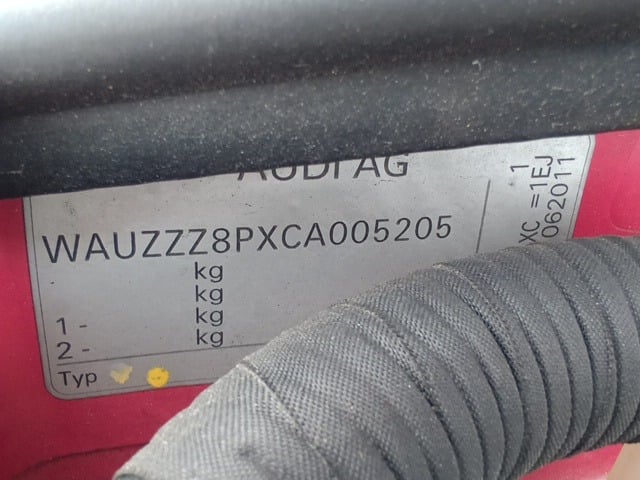 AUDI AG
WAUZZZ8PXCA005205
kg
kg
1 - kg
2 - kg
Typ
1
XC =1EJ
062011